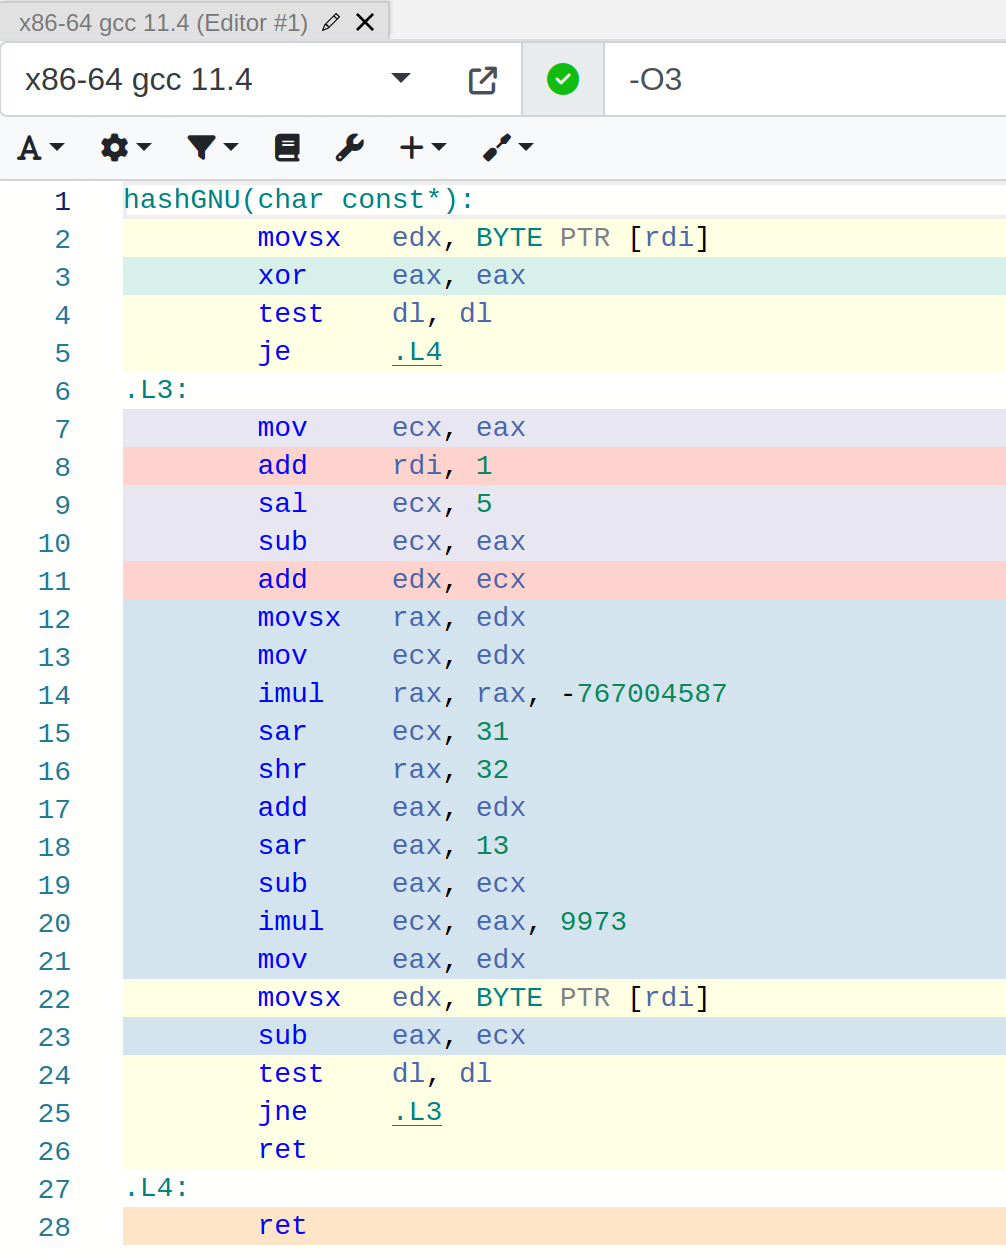 x86-64 gcc 11.4 (Editor #1)
x86-64 gcc 11.4 -O3
A
1 hashGNU(char const*):
2 movsx edx, BYTE PTR [rdi]
3 xor eax, eax
4 test dl, dl
5 je .L4
6 .L3:
7 mov ecx, eax
8 add rdi, 1
9 sal ecx, 5
10 sub ecx, eax
11 add edx, ecx
12 movsx rax, edx
13 mov ecx, edx
14 imul rax, rax, -767004587
15 sar ecx, 31
16 shr rax, 32
17 add eax, edx
18 sar eax, 13
19 sub eax, ecx
20 imul ecx, eax, 9973
21 mov eax, edx
22 movsx edx, BYTE PTR [rdi]
23 sub eax, ecx
24 test dl, dl
25 jne .L3
26 ret
27 .L4:
28 ret